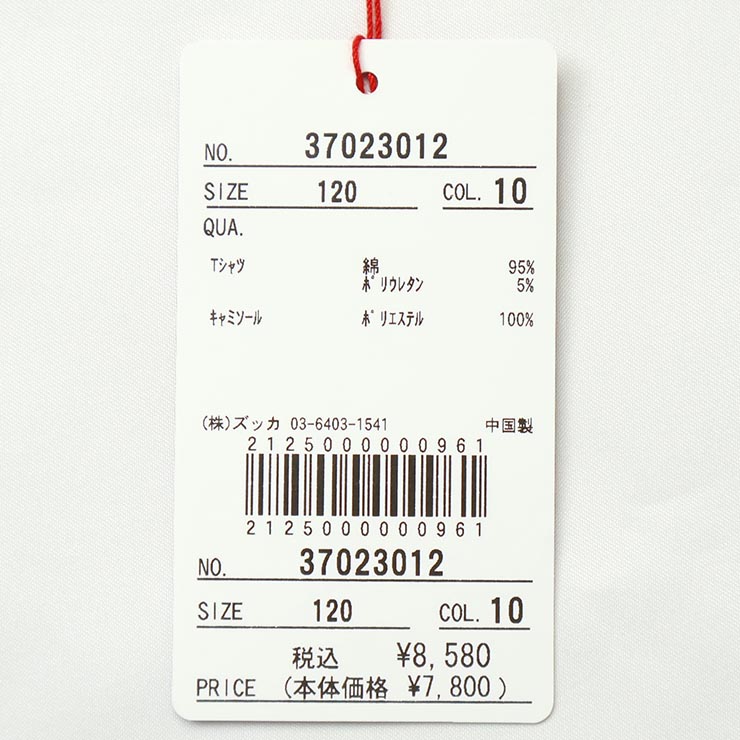 NO. 37023012
SIZE 120 COL. 10
QUA.
Tｼｬﾂ 綿 95%
ﾎﾟﾘｳﾚﾀﾝ 5%
ｷｬﾐｿｰﾙ ﾎﾟﾘｴｽﾃﾙ 100%
(株)ズッカ 03-6403-1541 中国製
2125000000961
2125000000961
NO. 37023012
SIZE 120 COL. 10
税込 ¥8,580
PRICE (本体価格 ¥7,800)